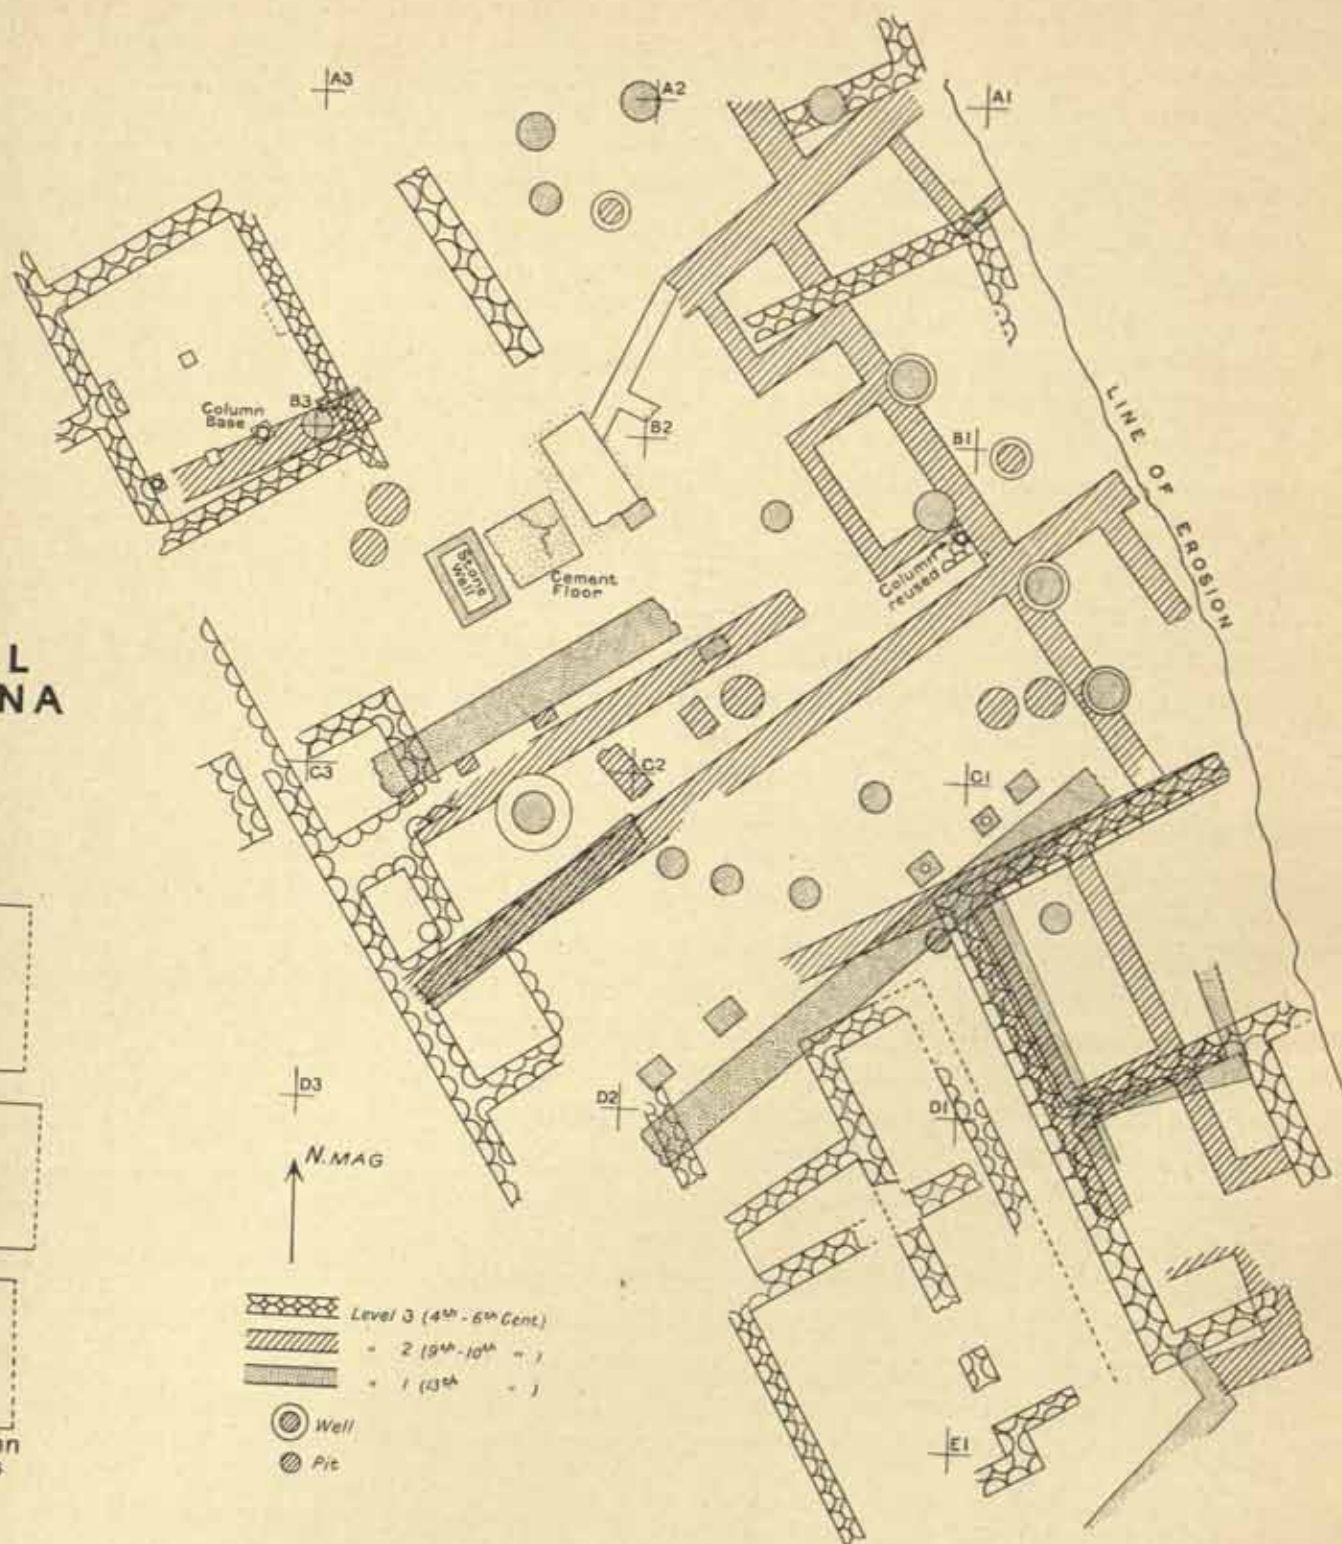 A3
A2
A1
Column
Base
B3
B2
B1
LINE OF EROSION
Stone
Well
Cement
Floor
Column
reused
L
NA
C3
C2
C1
D3
D2
D1
N. MAG
Level 3 (4th - 6th Cent.)
" 2 (9th - 10th " )
" 1 (13th " )
Well
Pit
E1